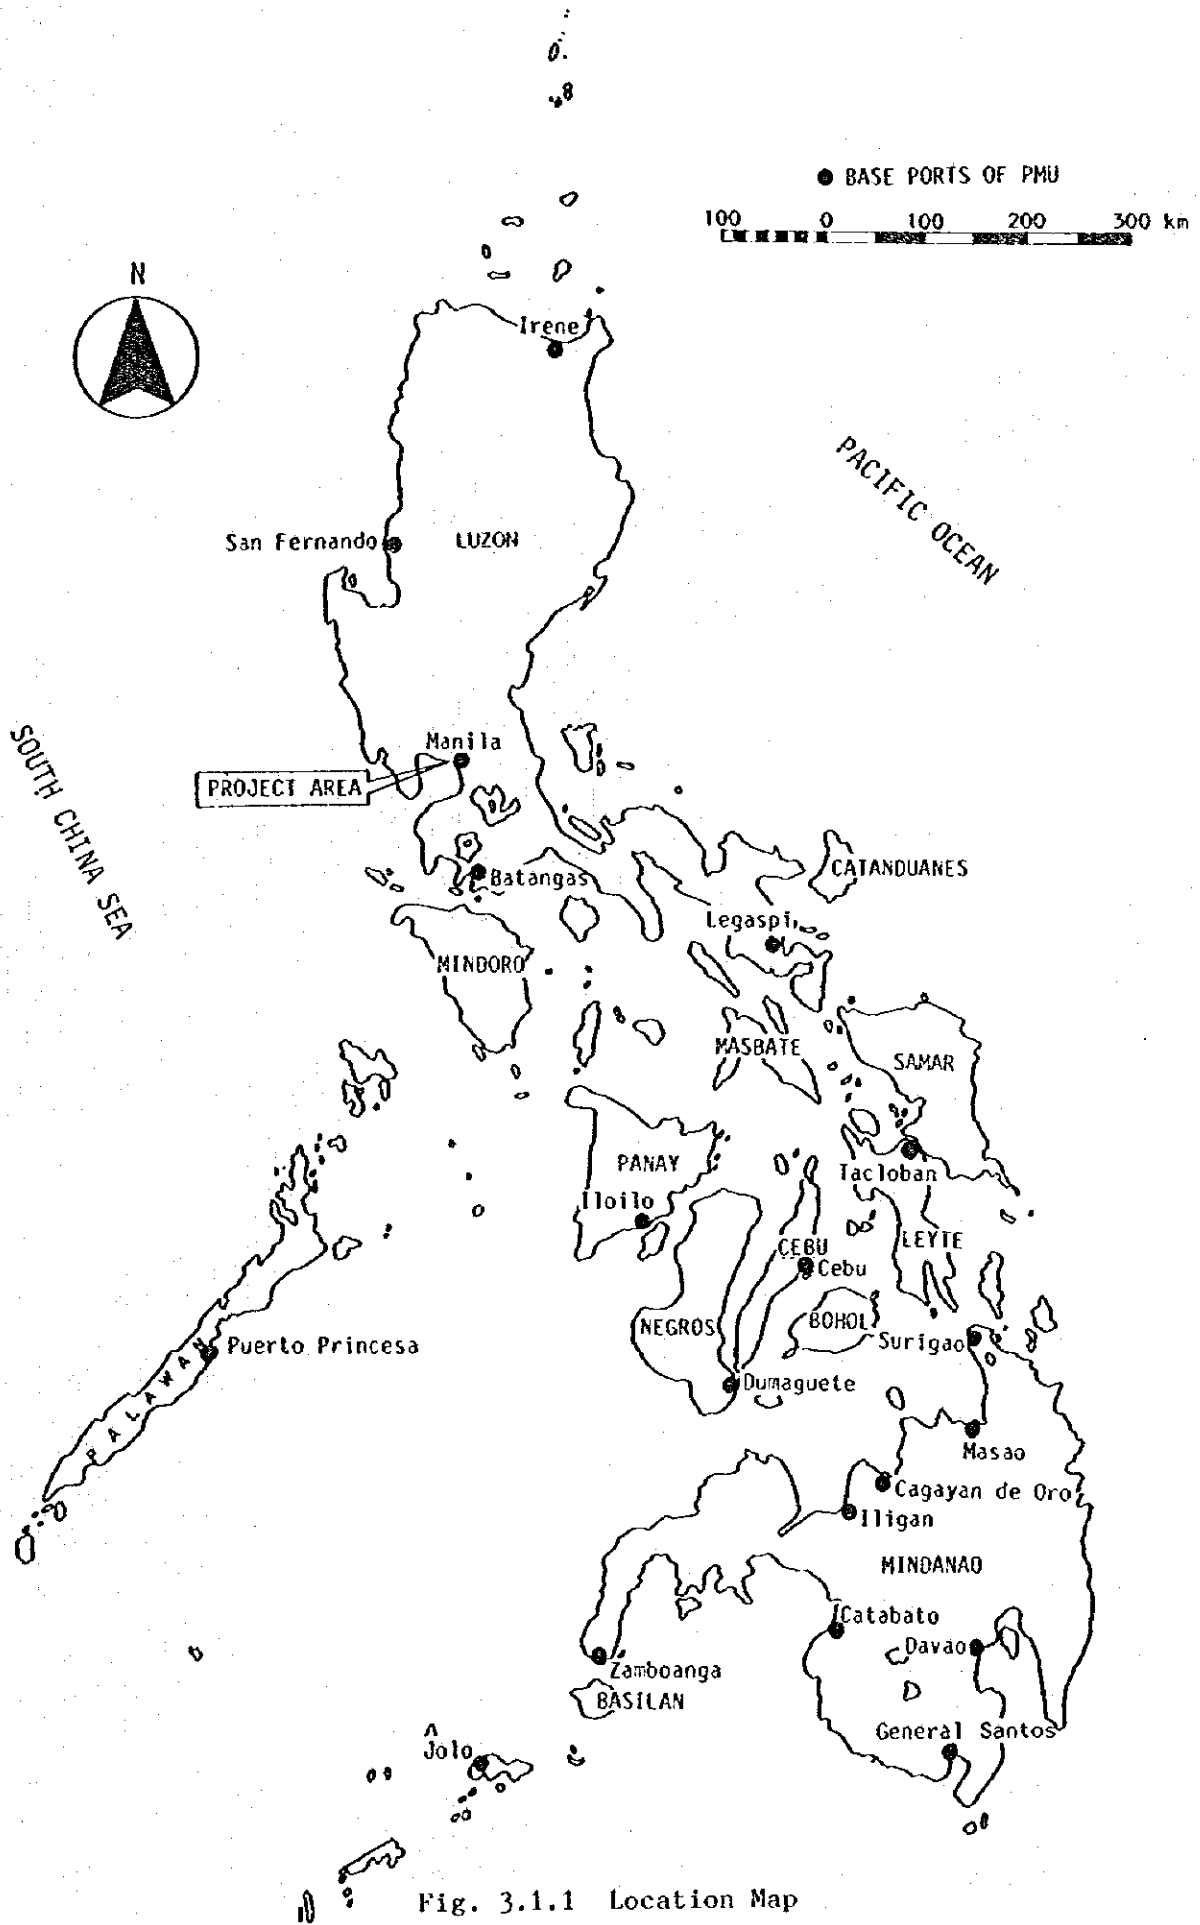 ● BASE PORTS OF PMU
100 0 100 200 300 km
N
Irene
PACIFIC OCEAN
San Fernando
LUZON
SOUTH CHINA SEA
Manila
PROJECT AREA
CATANDUANES
Batangas
Legaspi
MINDORO
MASBATE
SAMAR
PANAY
Tacloban
Iloilo
LEYTE
CEBU
Cebu
NEGROS
BOHOL
Surigao
PALAWAN
Puerto Princesa
Dumaguete
Masao
Cagayan de Oro
Iligan
MINDANAO
Catabato
Davao
Zamboanga
BASILAN
General Santos
Jolo
Fig. 3.1.1 Location Map